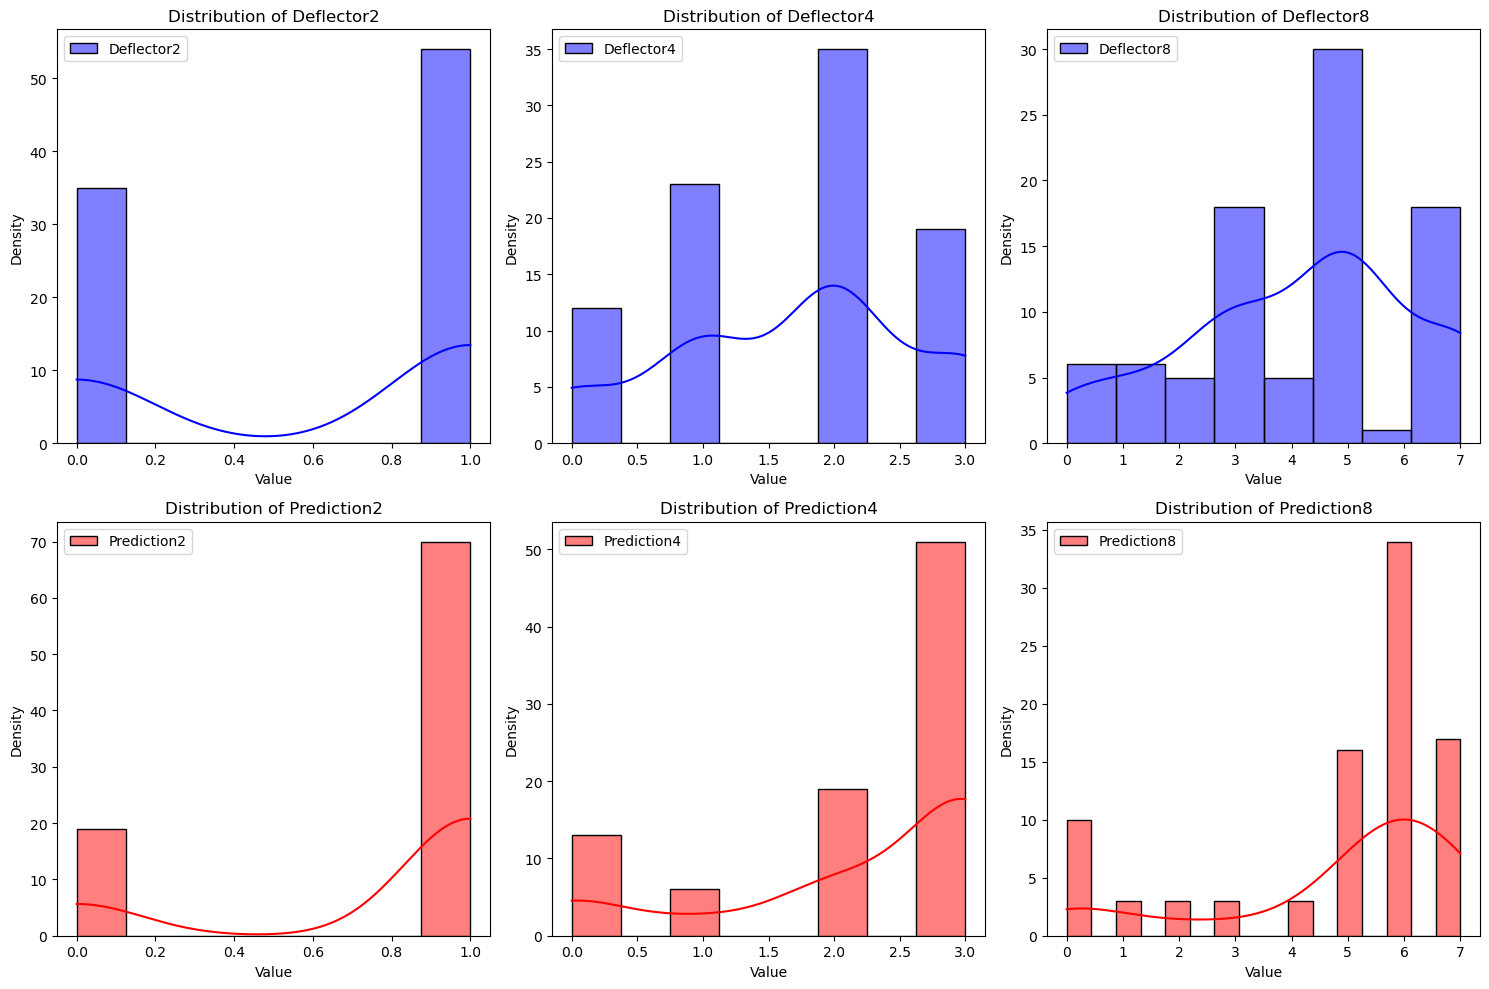 Distribution of Deflector2
Deflector2
50
40
30
20
10
0
Density
0.0 0.2 0.4 0.6 0.8 1.0
Value
Distribution of Deflector4
Deflector4
35
30
25
20
15
10
5
0
Density
0.0 0.5 1.0 1.5 2.0 2.5 3.0
Value
Distribution of Deflector8
Deflector8
30
25
20
15
10
5
0
Density
0 1 2 3 4 5 6 7
Value
Distribution of Prediction2
Prediction2
70
60
50
40
30
20
10
0
Density
0.0 0.2 0.4 0.6 0.8 1.0
Value
Distribution of Prediction4
Prediction4
50
40
30
20
10
0
Density
0.0 0.5 1.0 1.5 2.0 2.5 3.0
Value
Distribution of Prediction8
Prediction8
35
30
25
20
15
10
5
0
Density
0 1 2 3 4 5 6 7
Value